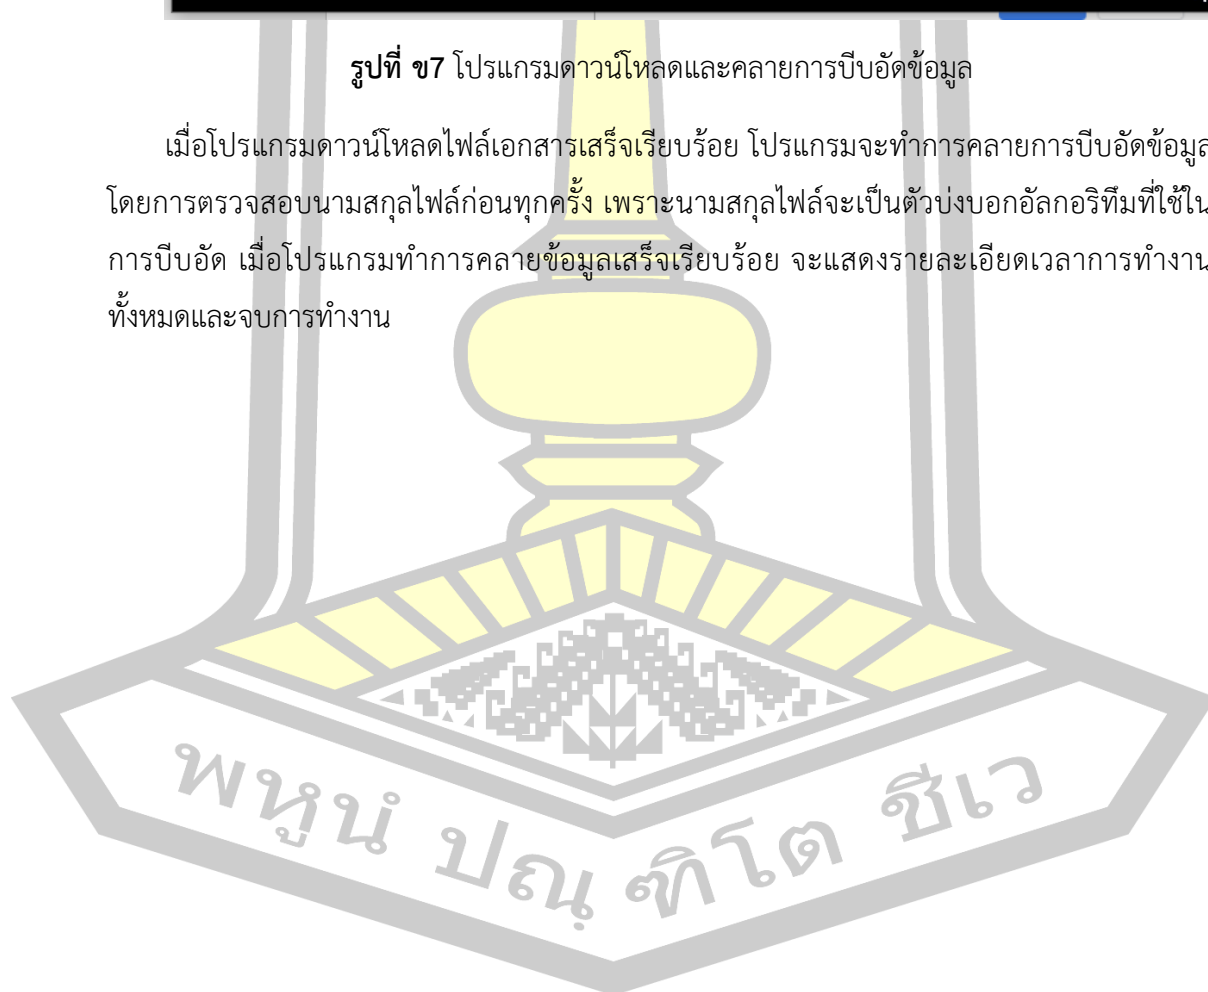 รูปที่ ข7 โปรแกรมดาวน์โหลดและคลายการบีบอัดข้อมูล
เมื่อโปรแกรมดาวน์โหลดไฟล์เอกสารเสร็จเรียบร้อย โปรแกรมจะทำการคลายการบีบอัดข้อมูล
โดยการตรวจสอบนามสกุลไฟล์ก่อนทุกครั้ง เพราะนามสกุลไฟล์จะเป็นตัวบ่งบอกอัลกอริทึมที่ใช้ใน
การบีบอัด เมื่อโปรแกรมทำการคลายข้อมูลเสร็จเรียบร้อย จะแสดงรายละเอียดเวลาการทำงาน
ทั้งหมดและจบการทำงาน
พหูนํ ปณฺ ฑิโต ชีเว